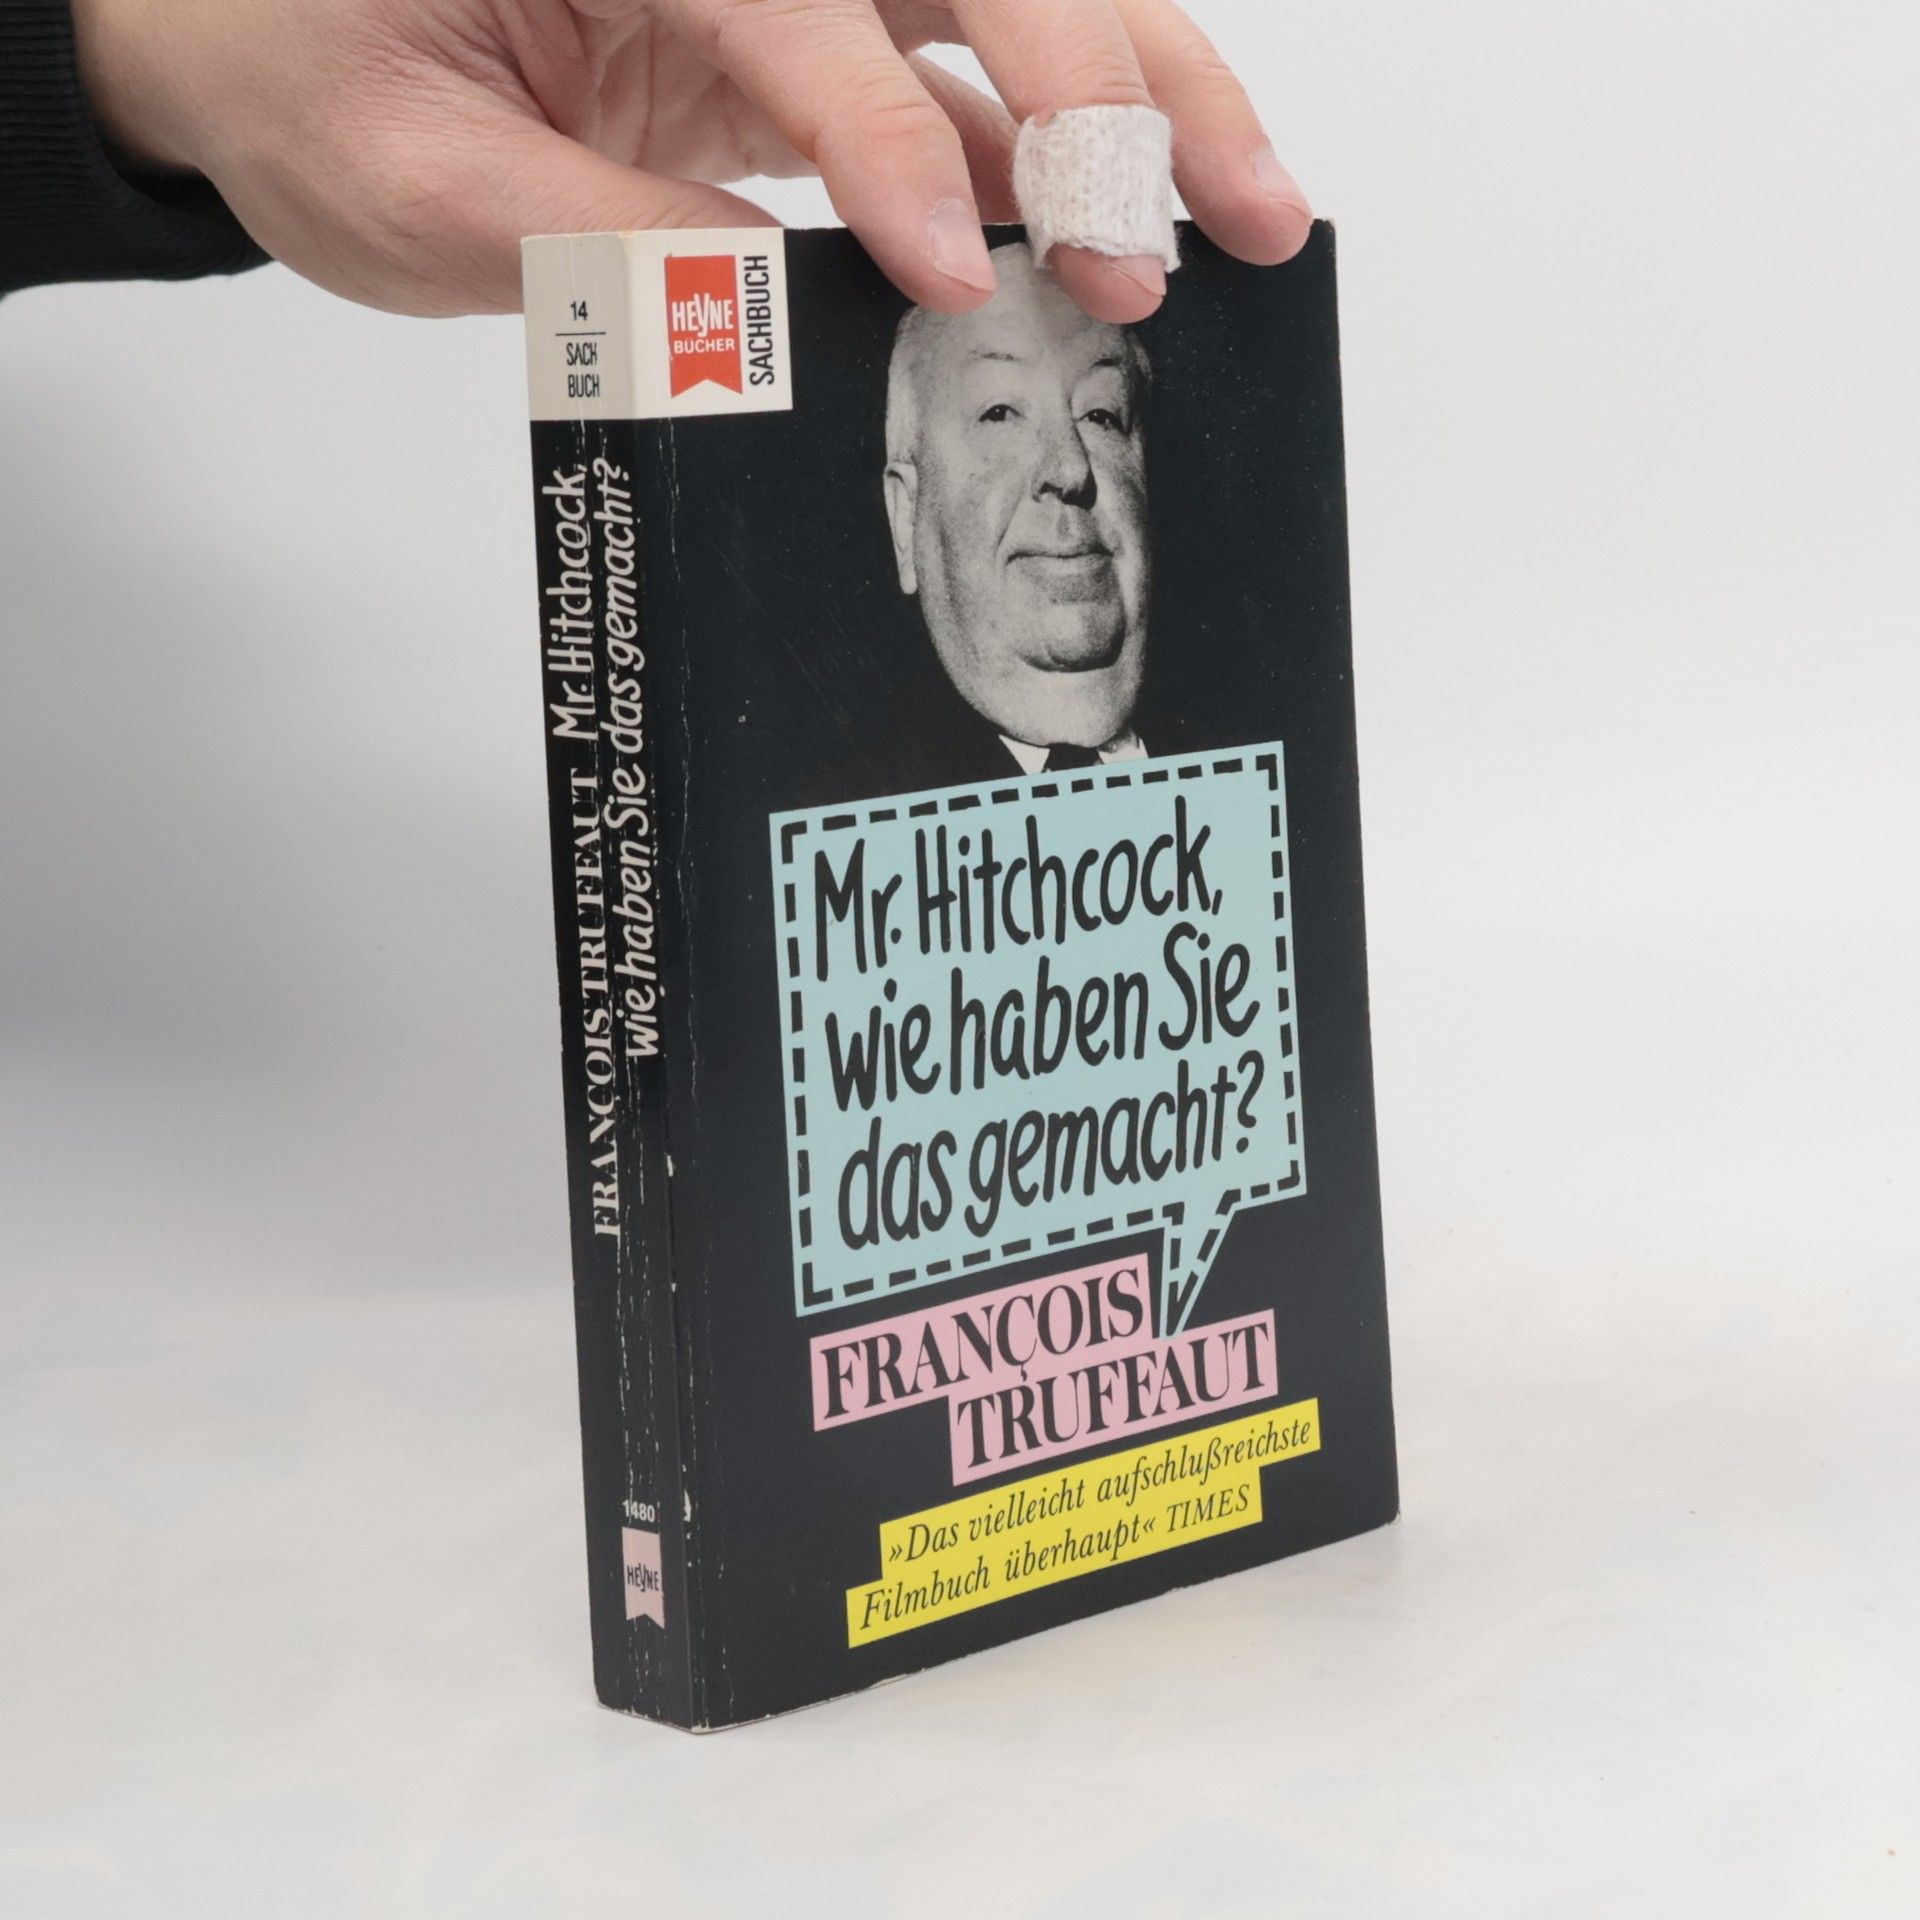 14
SACH
BUCH
FRANÇOIS TRUFFAUT Mr. Hitchcock,
wie haben Sie das gemacht?
1480
HEYNE
HEYNE
BÜCHER
SACHBUCH
Mr. Hitchcock,
wie haben Sie
das gemacht?
FRANÇOIS
TRUFFAUT
»Das vielleicht aufschlußreichste
Filmbuch überhaupt« TIMES